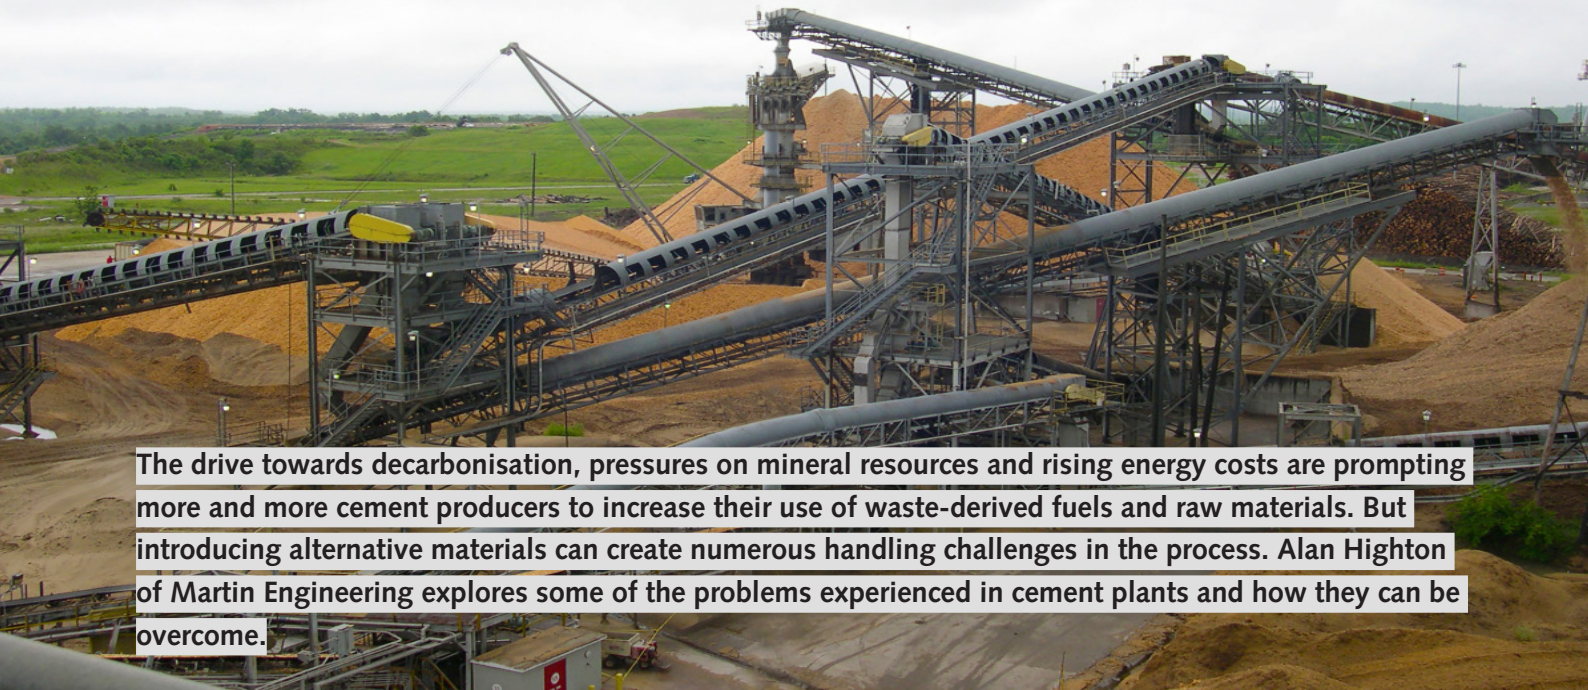 The drive towards decarbonisation, pressures on mineral resources and rising energy costs are prompting
more and more cement producers to increase their use of waste-derived fuels and raw materials. But
introducing alternative materials can create numerous handling challenges in the process. Alan Highton
of Martin Engineering explores some of the problems experienced in cement plants and how they can be
overcome.